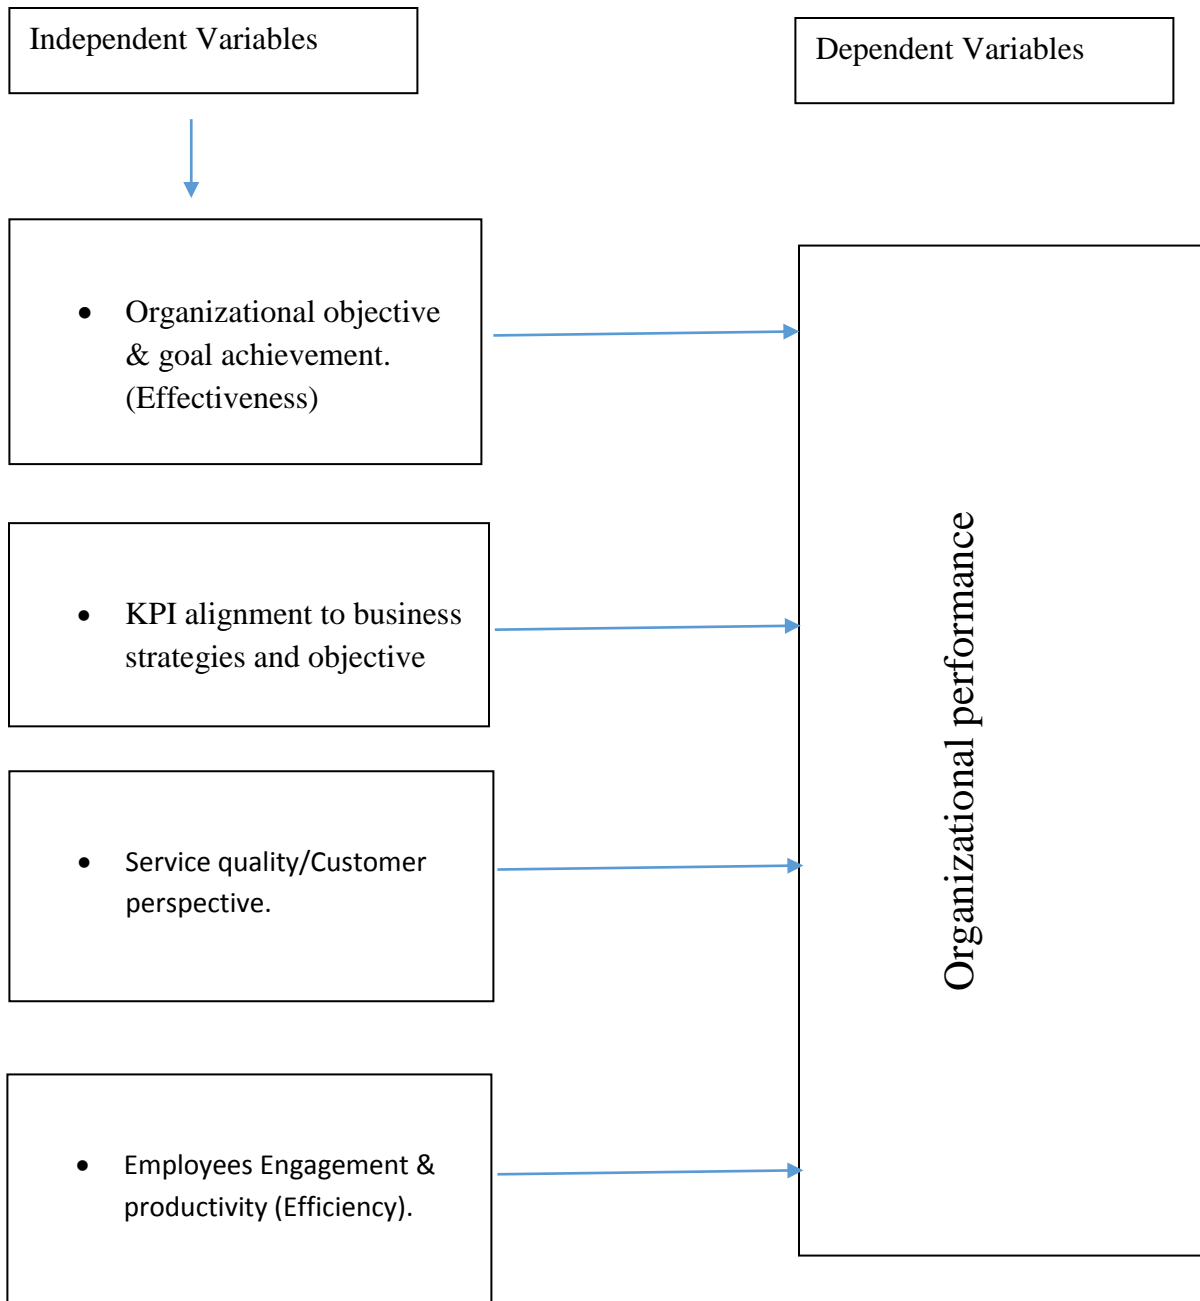 Independent Variables
Dependent Variables
• Organizational objective
& goal achievement.
(Effectiveness)
• KPI alignment to business
strategies and objective
• Service quality/Customer
perspective.
• Employees Engagement &
productivity (Efficiency).
Organizational performance